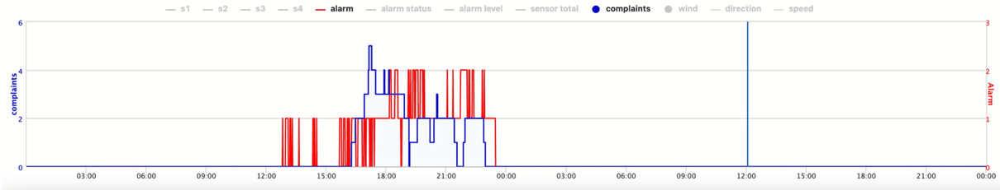 s1 s2 s3 s4 alarm alarm status alarm level sensor total complaints wind direction speed
6 3
4 2
complaints Alarm
2 1
0 0
03:00 06:00 09:00 12:00 15:00 18:00 21:00 00:00 03:00 06:00 09:00 12:00 15:00 18:00 21:00 00:00